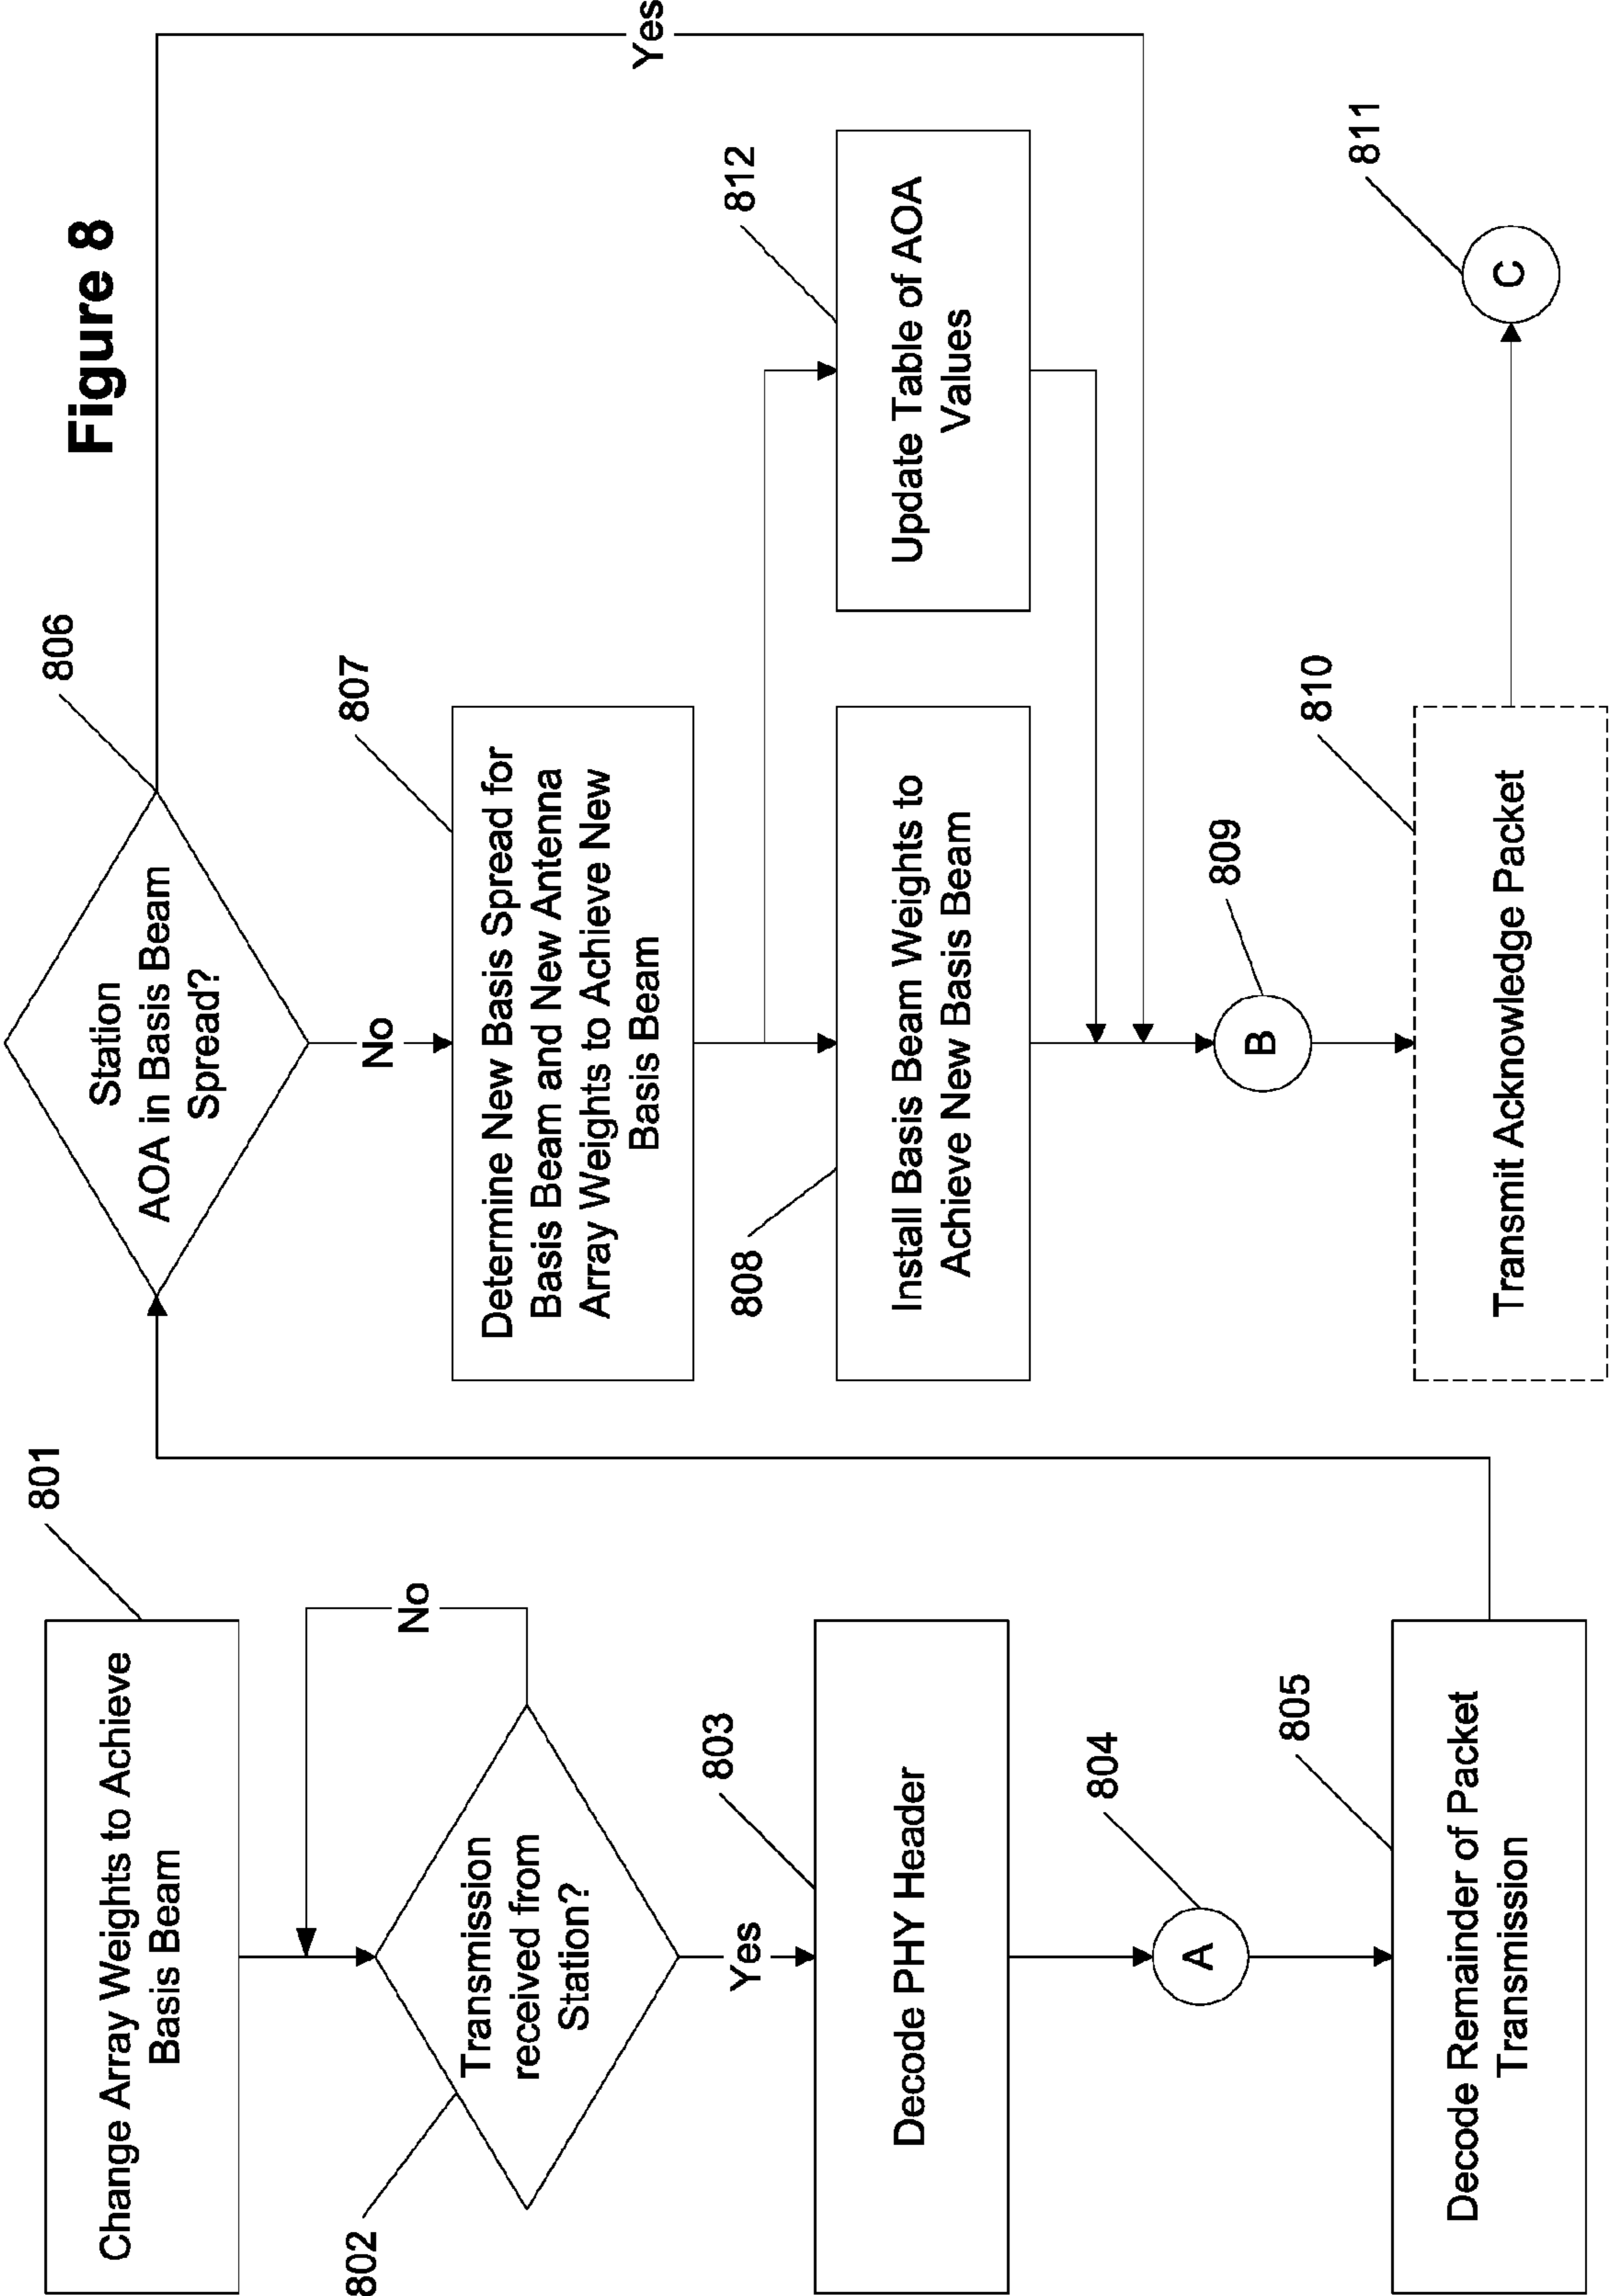 Figure 8
801
Change Array Weights to Achieve
Basis Beam
802
Transmission
received from
Station?
No
Yes
803
Decode PHY Header
804
A
805
Decode Remainder of Packet
Transmission
806
Station
AOA in Basis Beam
Spread?
Yes
No
807
Determine New Basis Spread for
Basis Beam and New Antenna
Array Weights to Achieve New
Basis Beam
808
Install Basis Beam Weights to
Achieve New Basis Beam
812
Update Table of AOA
Values
809
B
810
Transmit Acknowledge Packet
811
C